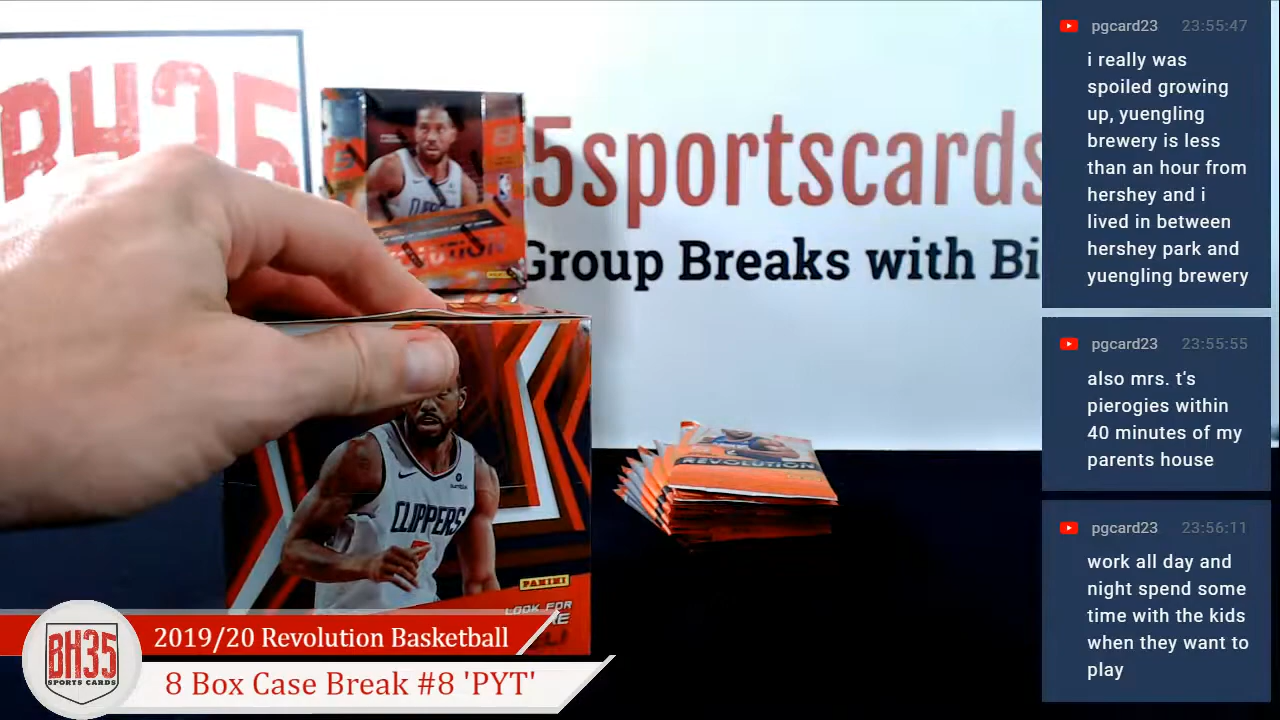 BH35
5sportscards
Group Breaks with Bi
REVOLUTION
CLIPPERS
PANINI
LOOK FOR
2019/20 Revolution Basketball
8 Box Case Break #8 'PYT'
BH35
SPORTS CARDS
pgcard23 23:55:47
i really was
spoiled growing
up, yuengling
brewery is less
than an hour from
hershey and i
lived in between
hershey park and
yuengling brewery
pgcard23 23:55:55
also mrs. t's
pierogies within
40 minutes of my
parents house
pgcard23 23:56:11
work all day and
night spend some
time with the kids
when they want to
play